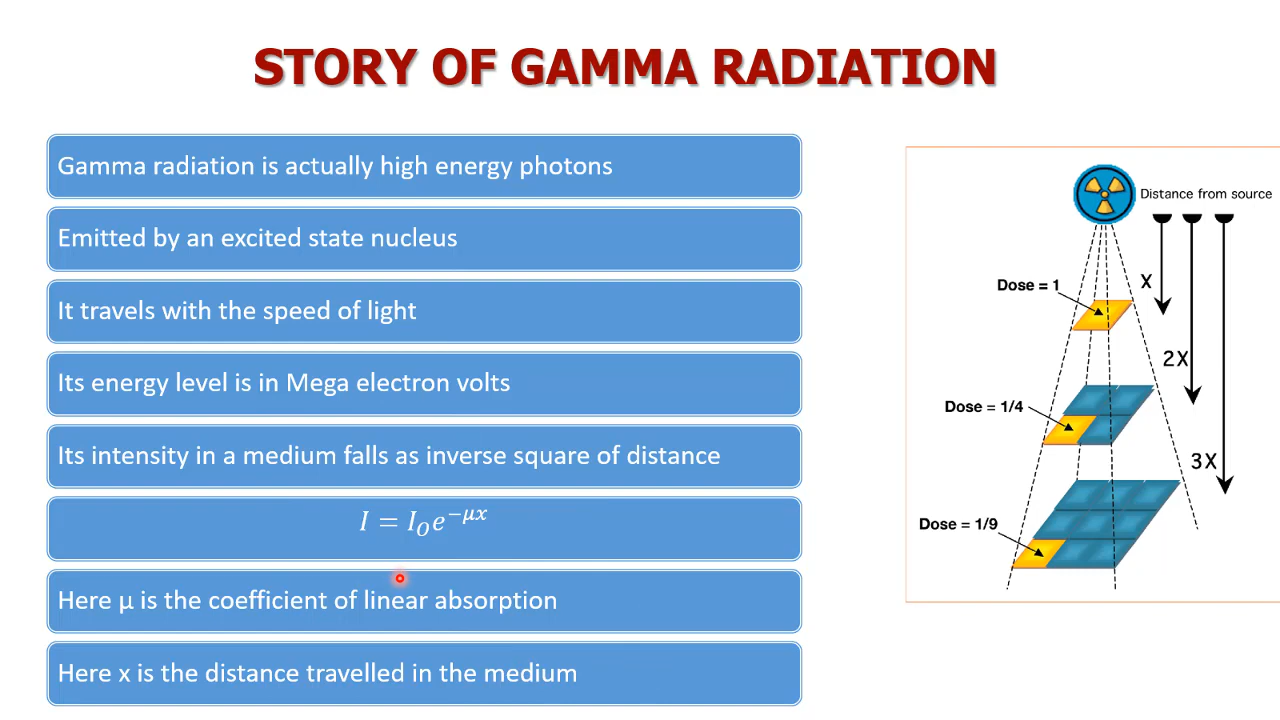 STORY OF GAMMA RADIATION
Gamma radiation is actually high energy photons
Emitted by an excited state nucleus
It travels with the speed of light
Its energy level is in Mega electron volts
Its intensity in a medium falls as inverse square of distance
I = I_O e^{-μx}
Here μ is the coefficient of linear absorption
Here x is the distance travelled in the medium
Distance from source
Dose = 1
X
2X
Dose = 1/4
3X
Dose = 1/9